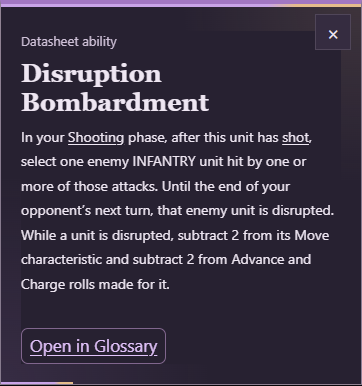 Datasheet ability
×
Disruption
Bombardment
In your Shooting phase, after this unit has shot,
select one enemy INFANTRY unit hit by one or
more of those attacks. Until the end of your
opponent’s next turn, that enemy unit is disrupted.
While a unit is disrupted, subtract 2 from its Move
characteristic and subtract 2 from Advance and
Charge rolls made for it.
Open in Glossary